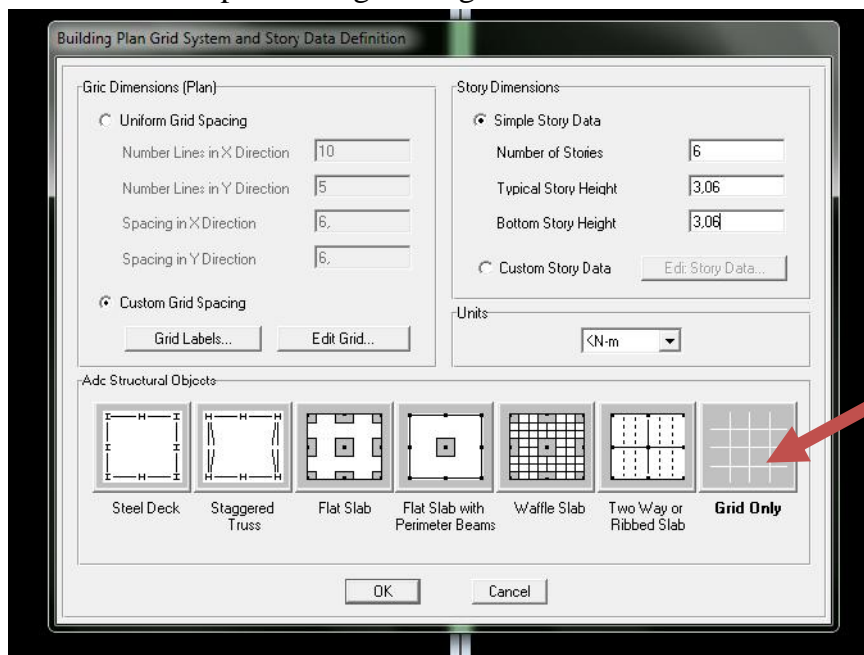 Building Plan Grid System and Story Data Definition
Gric Dimensions (Plan)
Uniform Grid Spacing
Number Lines in X Direction 10
Number Lines in Y Direction 5
Spacing in X Direction 6,
Spacing in Y Direction 6,
Custom Grid Spacing
Grid Labels... Edit Grid...
Story Dimensions
Simple Story Data
Number of Stories 6
Typical Story Height 3,06
Bottom Story Height 3,06
Custom Story Data Edit Story Data...
Units
KN-m
Adc Structural Objects
Steel Deck
Staggered
Truss
Flat Slab
Flat Slab with
Perimeter Beams
Waffle Slab
Two Way or
Ribbed Slab
Grid Only
OK Cancel